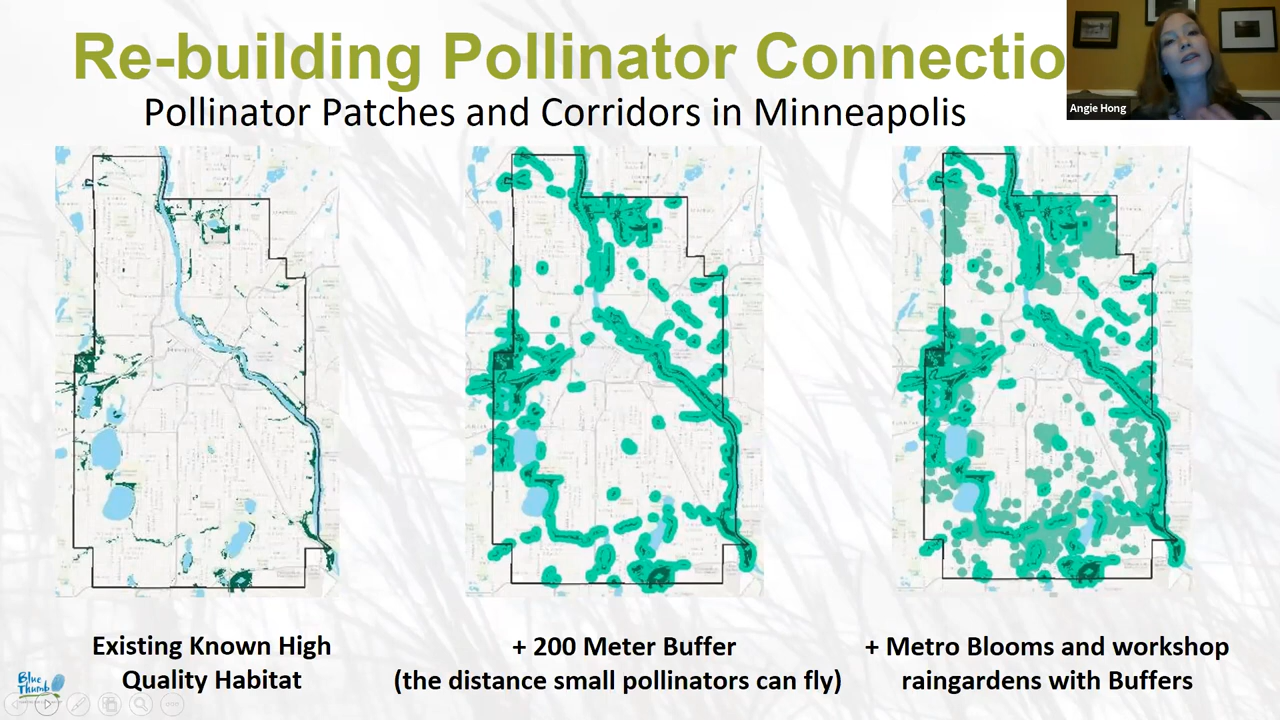 Re-building Pollinator Connectio
Pollinator Patches and Corridors in Minneapolis
Angie Hong
Existing Known High
Quality Habitat
+ 200 Meter Buffer
(the distance small pollinators can fly)
+ Metro Blooms and workshop
raingardens with Buffers
Blue
Thumb